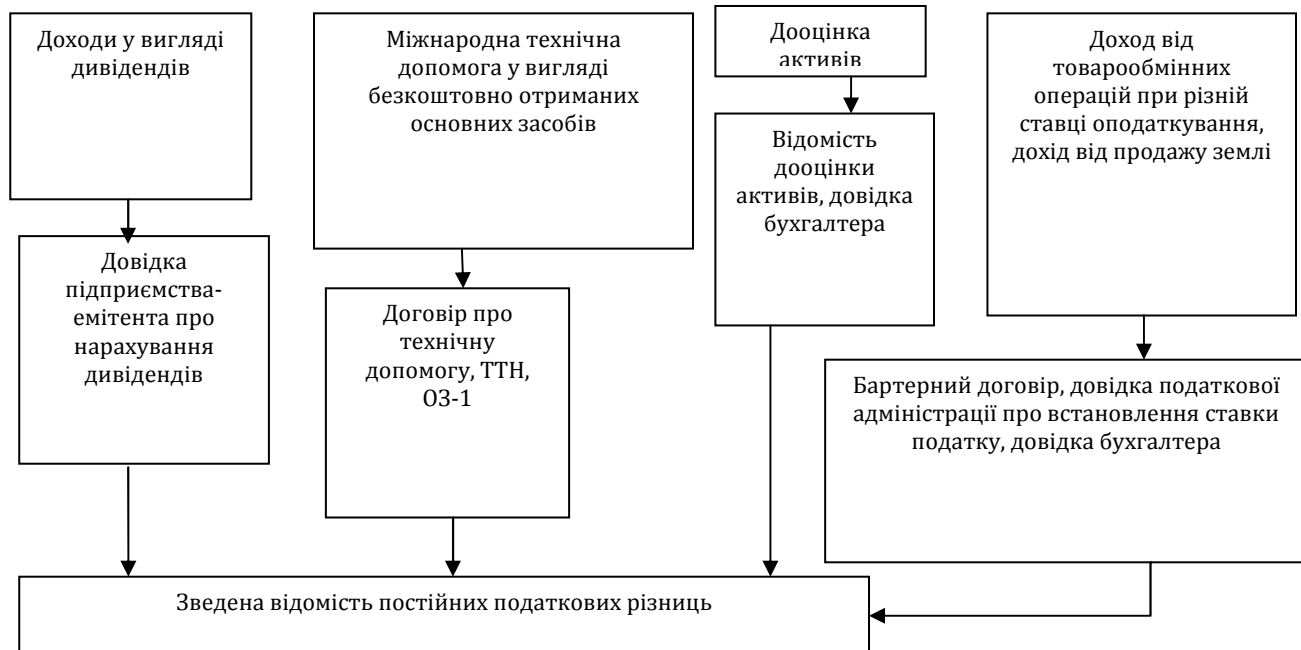 Доходи у вигляді
дивідендів
Міжнародна технічна
допомога у вигляді
безкоштовно отриманих
основних засобів
Дооцінка
активів
Доход від
товарообмінних
операцій при різній
ставці оподаткування,
дохід від продажу землі
Довідка
підприємства-
емітента про
нарахування
дивідендів
Договір про
технічну
допомогу, ТТН,
ОЗ-1
Відомість
дооцінки
активів, довідка
бухгалтера
Бартерний договір, довідка податкової
адміністрації про встановлення ставки
податку, довідка бухгалтера
Зведена відомість постійних податкових різниць